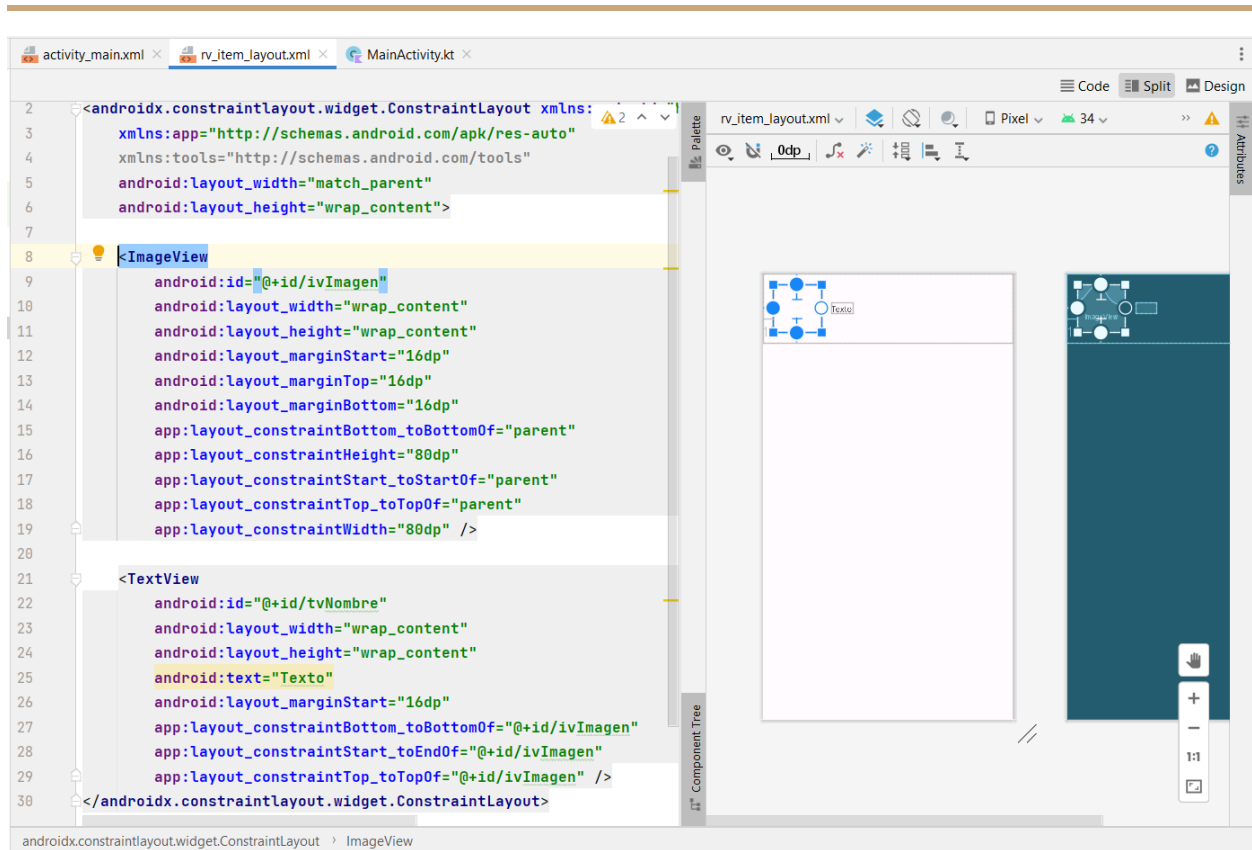 activity_main.xml
rv_item_layout.xml
MainActivity.kt
Code
Split
Design
2 <androidx.constraintlayout.widget.ConstraintLayout xmlns:
2
3 xmlns:app="http://schemas.android.com/apk/res-auto"
4 xmlns:tools="http://schemas.android.com/tools"
5 android:layout_width="match_parent"
6 android:layout_height="wrap_content">
7
8 <ImageView
9 android:id="@+id/ivImagen"
10 android:layout_width="wrap_content"
11 android:layout_height="wrap_content"
12 android:layout_marginStart="16dp"
13 android:layout_marginTop="16dp"
14 android:layout_marginBottom="16dp"
15 app:layout_constraintBottom_toBottomOf="parent"
16 app:layout_constraintHeight="80dp"
17 app:layout_constraintStart_toStartOf="parent"
18 app:layout_constraintTop_toTopOf="parent"
19 app:layout_constraintWidth="80dp" />
20
21 <TextView
22 android:id="@+id/tvNombre"
23 android:layout_width="wrap_content"
24 android:layout_height="wrap_content"
25 android:text="Texto"
26 android:layout_marginStart="16dp"
27 app:layout_constraintBottom_toBottomOf="@+id/ivImagen"
28 app:layout_constraintStart_toEndOf="@+id/ivImagen"
29 app:layout_constraintTop_toTopOf="@+id/ivImagen" />
30 </androidx.constraintlayout.widget.ConstraintLayout>
Palette
Component Tree
rv_item_layout.xml
Pixel
34
0dp
Attributes
Texto
ImageView
1:1
androidx.constraintlayout.widget.ConstraintLayout › ImageView